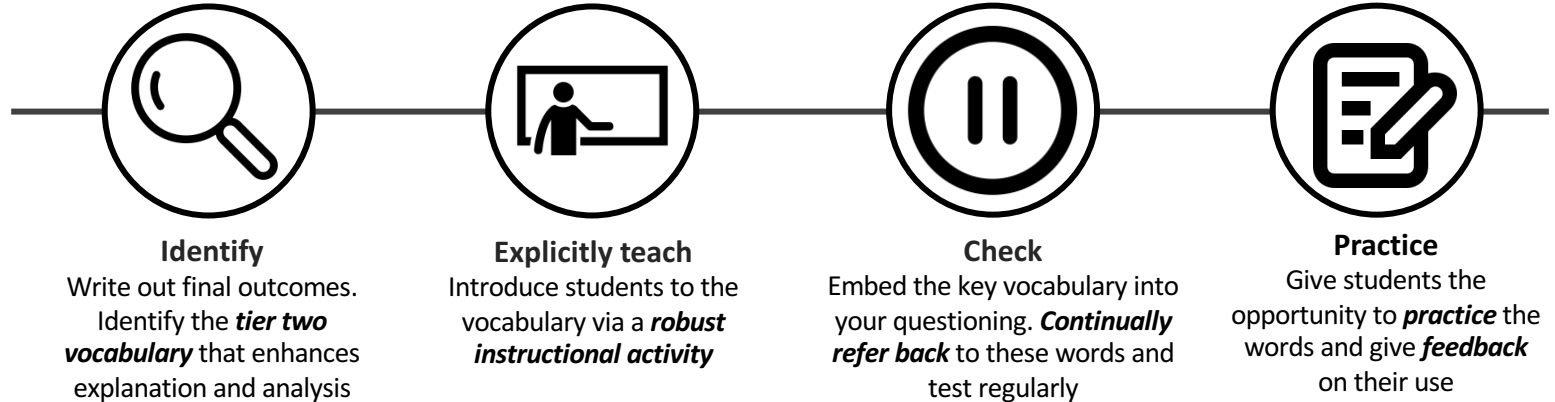 Identify
Write out final outcomes.
Identify the tier two
vocabulary that enhances
explanation and analysis
Explicitly teach
Introduce students to the
vocabulary via a robust
instructional activity
Check
Embed the key vocabulary into
your questioning. Continually
refer back to these words and
test regularly
Practice
Give students the
opportunity to practice the
words and give feedback
on their use